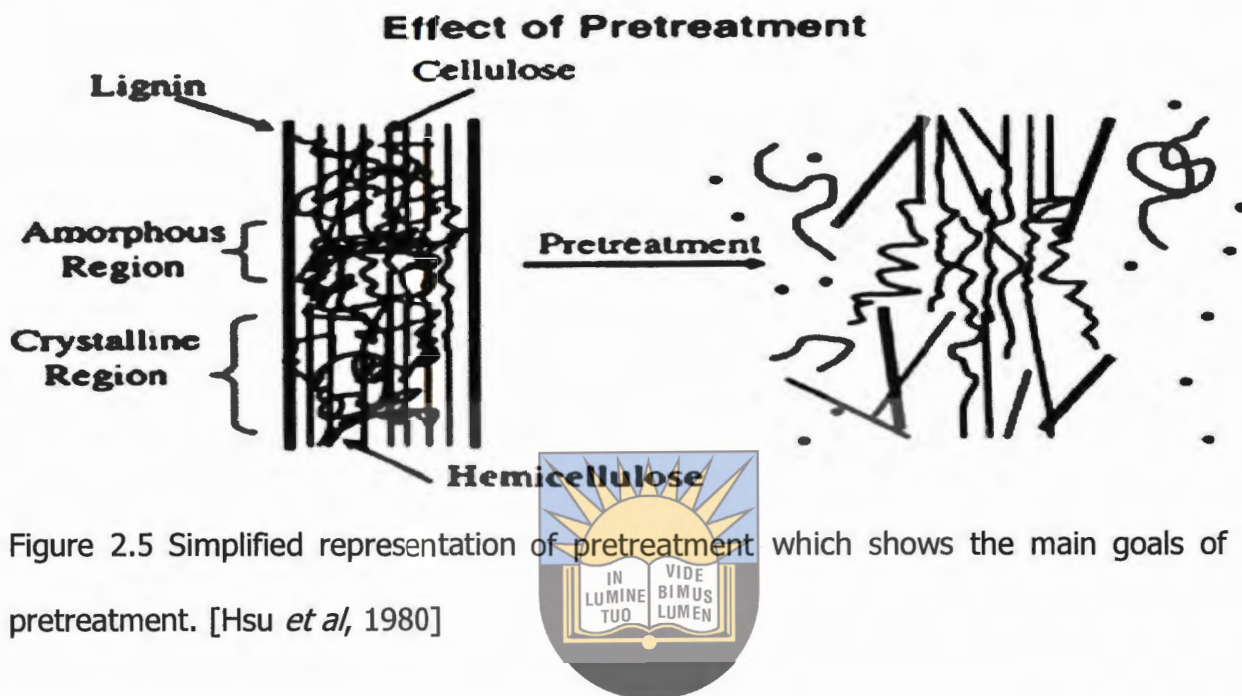 Effect of Pretreatment
Cellulose
Lignin
Amorphous
Region
Pretreatment
Crystalline
Region
Hemicellulose
Figure 2.5 Simplified representation of pretreatment which shows the main goals of
pretreatment. [Hsu et al, 1980]
IN
LUMINE
TUO
VIDE
BIMUS
LUMEN